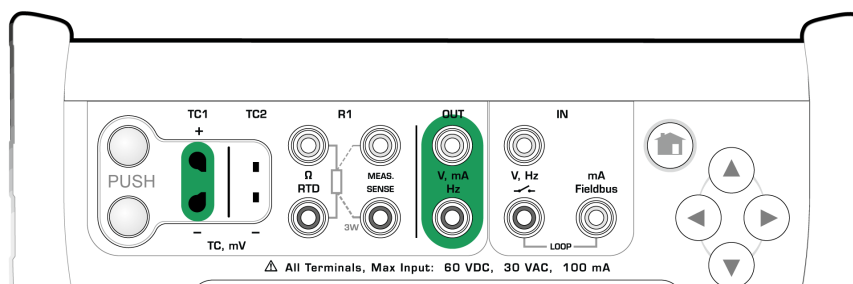 TC1 TC2 R1 OUT IN
+
PUSH
Ω MEAS. V, mA V, Hz mA
RTD SENSE Hz Fieldbus
3W
– –
TC, mV
LOOP
⚠ All Terminals, Max Input: 60 VDC, 30 VAC, 100 mA